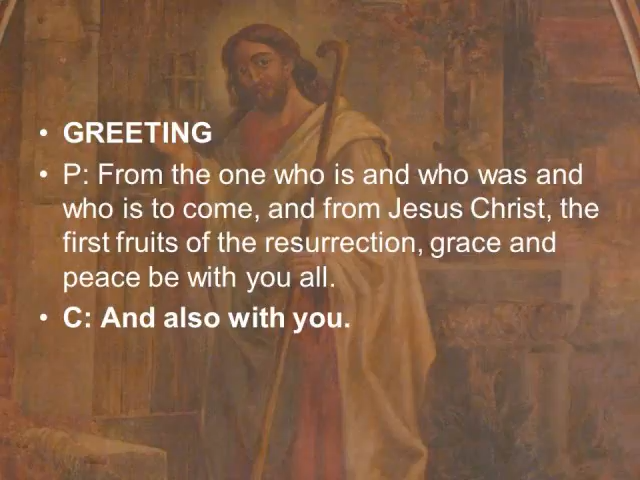 • GREETING
• P: From the one who is and who was and
who is to come, and from Jesus Christ, the
first fruits of the resurrection, grace and
peace be with you all.
• C: And also with you.